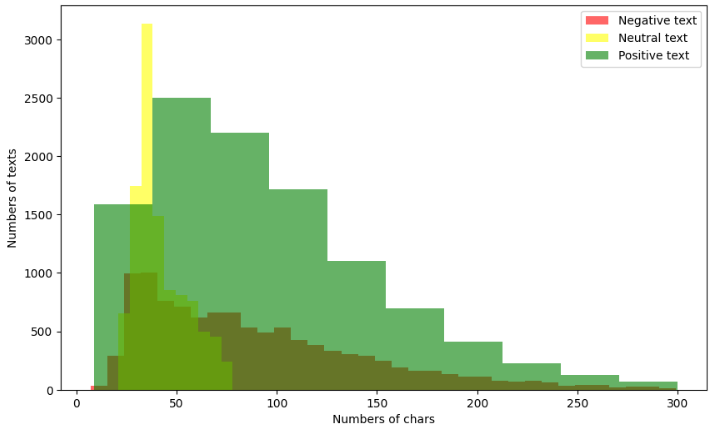 Negative text
Neutral text
Positive text
3000
2500
2000
1500
1000
500
0
Numbers of texts
0 50 100 150 200 250 300
Numbers of chars